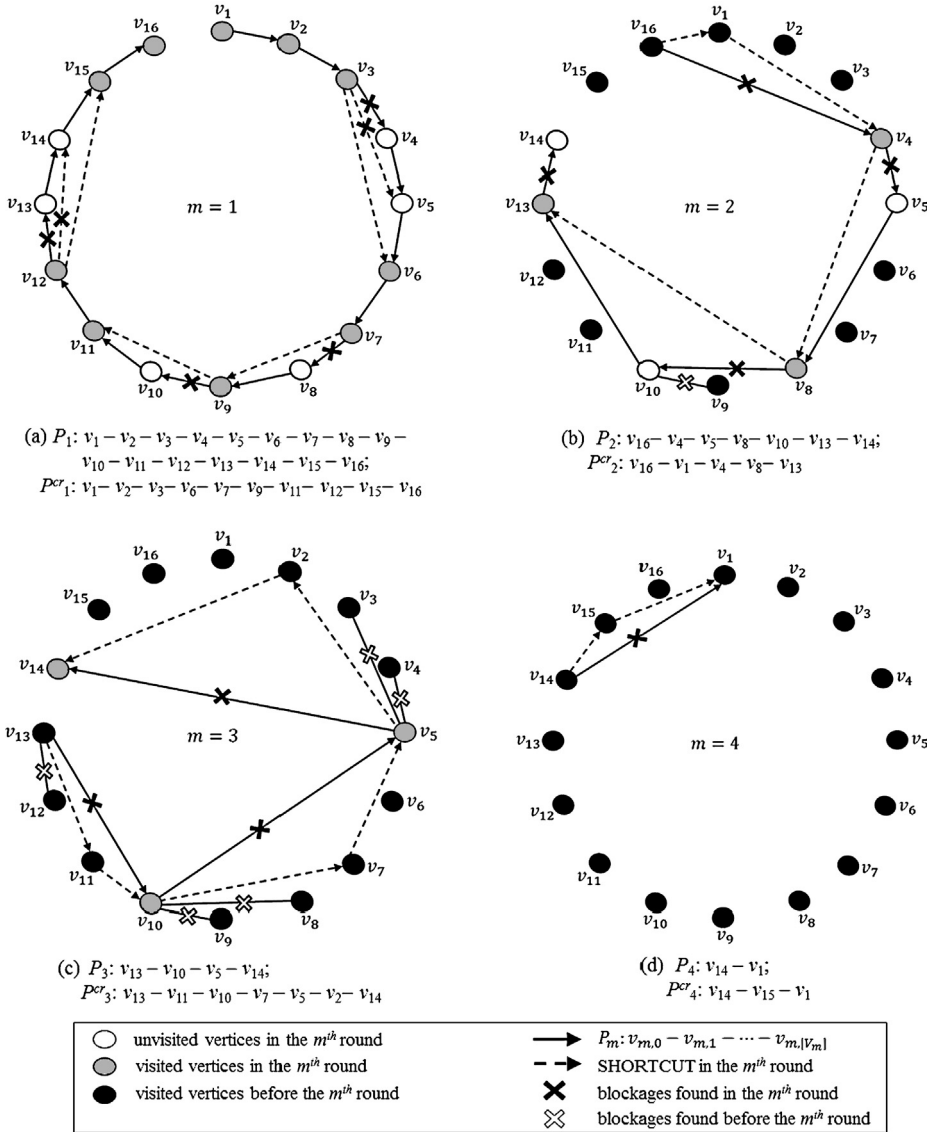 v₁
v₂
v₃
v₄
v₅
v₆
v₇
v₈
v₉
v₁₀
v₁₁
v₁₂
v₁₃
v₁₄
v₁₅
v₁₆
m = 1
(a) P₁: v₁ – v₂ – v₃ – v₄ – v₅ – v₆ – v₇ – v₈ – v₉ –
v₁₀ – v₁₁ – v₁₂ – v₁₃ – v₁₄ – v₁₅ – v₁₆;
Pᶜʳ₁: v₁– v₂– v₃– v₆– v₇– v₉– v₁₁– v₁₂– v₁₅– v₁₆
v₁₆
v₁
v₂
v₃
v₄
v₅
v₆
v₇
v₈
v₉
v₁₀
v₁₁
v₁₂
v₁₃
v₁₄
v₁₅
m = 2
(b) P₂: v₁₆– v₄– v₅– v₈– v₁₀– v₁₃– v₁₄;
Pᶜʳ₂: v₁₆– v₁– v₄– v₈– v₁₃
v₁
v₂
v₃
v₄
v₅
v₆
v₇
v₈
v₉
v₁₀
v₁₁
v₁₂
v₁₃
v₁₄
v₁₅
v₁₆
m = 3
(c) P₃: v₁₃ – v₁₀ – v₅ – v₁₄;
Pᶜʳ₃: v₁₃ – v₁₁ – v₁₀ – v₇ – v₅ – v₂ – v₁₄
v₁
v₂
v₃
v₄
v₅
v₆
v₇
v₈
v₉
v₁₀
v₁₁
v₁₂
v₁₃
v₁₄
v₁₅
v₁₆
m = 4
(d) P₄: v₁₄ – v₁;
Pᶜʳ₄: v₁₄ – v₁₅ – v₁
unvisited vertices in the mᵗʰ round
visited vertices in the mᵗʰ round
visited vertices before the mᵗʰ round
Pₘ: vₘ,₀ − vₘ,₁ − ⋯ − vₘ,|Vₘ|
SHORTCUT in the mᵗʰ round
blockages found in the mᵗʰ round
blockages found before the mᵗʰ round